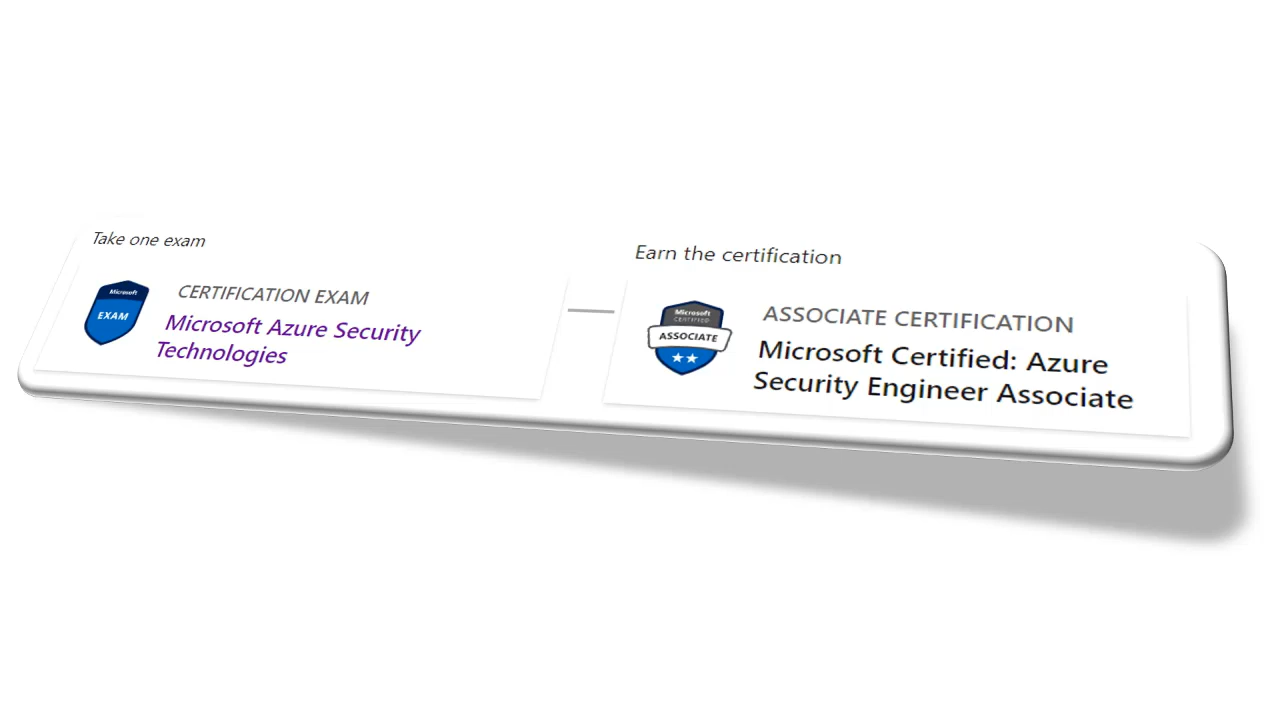 Take one exam
Microsoft
EXAM
CERTIFICATION EXAM
Microsoft Azure Security
Technologies
Earn the certification
Microsoft
CERTIFIED
ASSOCIATE
ASSOCIATE CERTIFICATION
Microsoft Certified: Azure
Security Engineer Associate